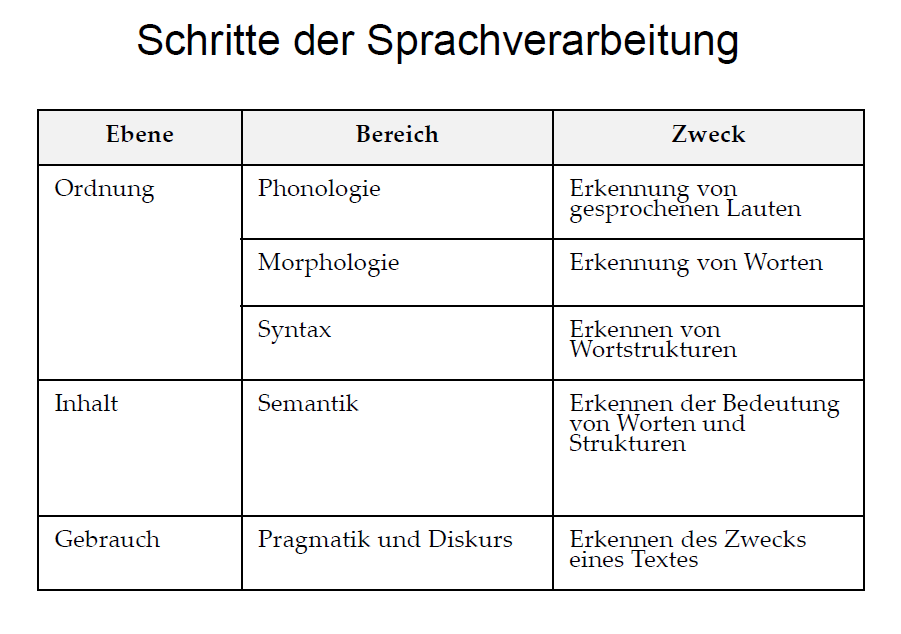 Schritte der Sprachverarbeitung
Ebene Bereich Zweck
Ordnung Phonologie Erkennung von
gesprochenen Lauten
Morphologie Erkennung von Worten
Syntax Erkennen von
Wortstrukturen
Inhalt Semantik Erkennen der Bedeutung
von Worten und
Strukturen
Gebrauch Pragmatik und Diskurs Erkennen des Zwecks
eines Textes